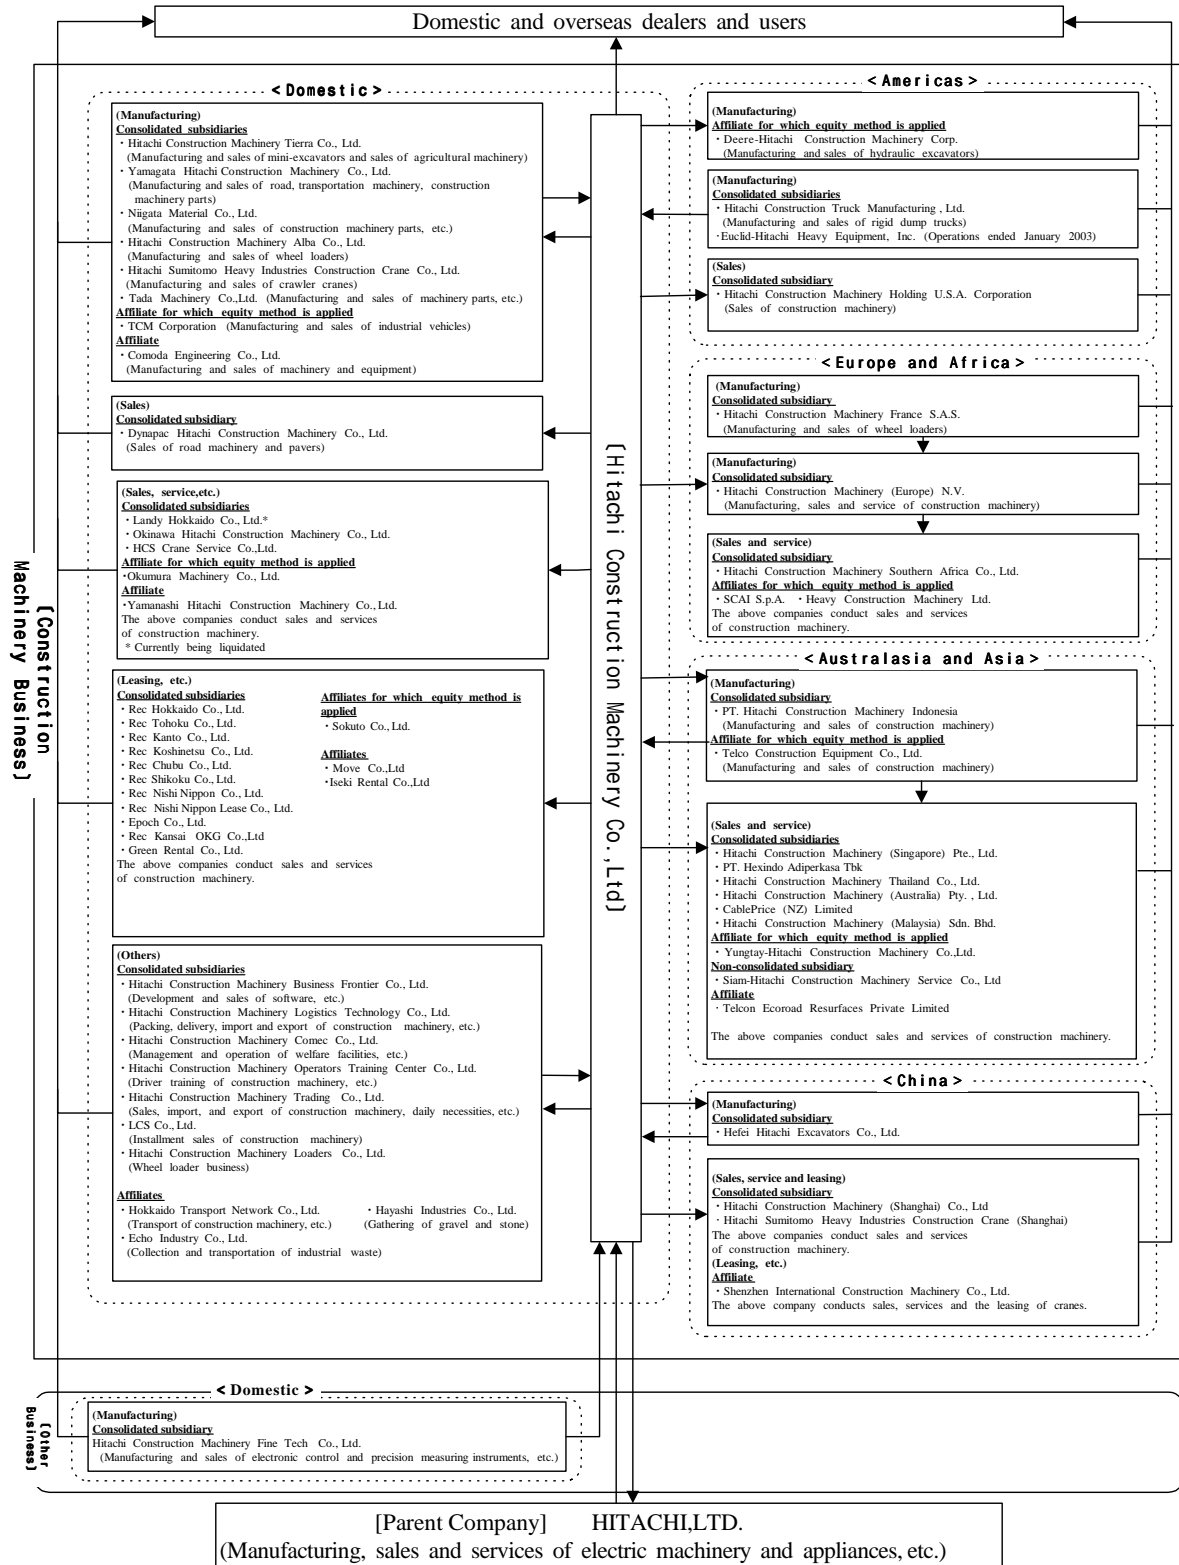 Domestic and overseas dealers and users
<Domestic>
(Manufacturing)
Consolidated subsidiaries
・Hitachi Construction Machinery Tierra Co., Ltd.
(Manufacturing and sales of mini-excavators and sales of agricultural machinery)
・Yamagata Hitachi Construction Machinery Co., Ltd.
(Manufacturing and sales of road, transportation machinery, construction
machinery parts)
・Niigata Material Co., Ltd.
(Manufacturing and sales of construction machinery parts, etc.)
・Hitachi Construction Machinery Alba Co., Ltd.
(Manufacturing and sales of wheel loaders)
・Hitachi Sumitomo Heavy Industries Construction Crane Co., Ltd.
(Manufacturing and sales of crawler cranes)
・Tada Machinery Co.,Ltd. (Manufacturing and sales of machinery parts, etc.)
Affiliate for which equity method is applied
・TCM Corporation (Manufacturing and sales of industrial vehicles)
Affiliate
・Comoda Engineering Co., Ltd.
(Manufacturing and sales of machinery and equipment)
(Sales)
Consolidated subsidiary
・Dynapac Hitachi Construction Machinery Co., Ltd.
(Sales of road machinery and pavers)
(Sales, service,etc.)
Consolidated subsidiaries
・Landy Hokkaido Co., Ltd.*
・Okinawa Hitachi Construction Machinery Co., Ltd.
・HCS Crane Service Co.,Ltd.
Affiliate for which equity method is applied
・Okumura Machinery Co., Ltd.
Affiliate
・Yamanashi Hitachi Construction Machinery Co., Ltd.
The above companies conduct sales and services
of construction machinery.
* Currently being liquidated
(Leasing, etc.)
Consolidated subsidiaries
・Rec Hokkaido Co., Ltd.
・Rec Tohoku Co., Ltd.
・Rec Kanto Co., Ltd.
・Rec Koshinetsu Co., Ltd.
・Rec Chubu Co., Ltd.
・Rec Shikoku Co., Ltd.
・Rec Nishi Nippon Co., Ltd.
・Rec Nishi Nippon Lease Co., Ltd.
・Epoch Co., Ltd.
・Rec Kansai OKG Co.,Ltd
・Green Rental Co., Ltd.
The above companies conduct sales and services
of construction machinery.
Affiliates for which equity method is
applied
・Sokuto Co., Ltd.
Affiliates
・Move Co.,Ltd
・Iseki Rental Co.,Ltd
(Others)
Consolidated subsidiaries
・Hitachi Construction Machinery Business Frontier Co., Ltd.
(Development and sales of software, etc.)
・Hitachi Construction Machinery Logistics Technology Co., Ltd.
(Packing, delivery, import and export of construction machinery, etc.)
・Hitachi Construction Machinery Comec Co., Ltd.
(Management and operation of welfare facilities, etc.)
・Hitachi Construction Machinery Operators Training Center Co., Ltd.
(Driver training of construction machinery, etc.)
・Hitachi Construction Machinery Trading Co., Ltd.
(Sales, import, and export of construction machinery, daily necessities, etc.)
・LCS Co., Ltd.
(Installment sales of construction machinery)
・Hitachi Construction Machinery Loaders Co., Ltd.
(Wheel loader business)
Affiliates
・Hokkaido Transport Network Co., Ltd. ・Hayashi Industries Co., Ltd.
(Transport of construction machinery, etc.) (Gathering of gravel and stone)
・Echo Industry Co., Ltd.
(Collection and transportation of industrial waste)
[Construction
Machinery Business]
[Hitachi Construction Machinery Co.,Ltd]
<Americas>
(Manufacturing)
Affiliate for which equity method is applied
・Deere-Hitachi Construction Machinery Corp.
(Manufacturing and sales of hydraulic excavators)
(Manufacturing)
Consolidated subsidiaries
・Hitachi Construction Truck Manufacturing , Ltd.
(Manufacturing and sales of rigid dump trucks)
・Euclid-Hitachi Heavy Equipment, Inc. (Operations ended January 2003)
(Sales)
Consolidated subsidiary
・Hitachi Construction Machinery Holding U.S.A. Corporation
(Sales of construction machinery)
<Europe and Africa>
(Manufacturing)
Consolidated subsidiary
・Hitachi Construction Machinery France S.A.S.
(Manufacturing and sales of wheel loaders)
(Manufacturing)
Consolidated subsidiary
・Hitachi Construction Machinery (Europe) N.V.
(Manufacturing, sales and service of construction machinery)
(Sales and service)
Consolidated subsidiary
・Hitachi Construction Machinery Southern Africa Co., Ltd.
Affiliates for which equity method is applied
・SCAI S.p.A. ・Heavy Construction Machinery Ltd.
The above companies conduct sales and services
of construction machinery.
<Australasia and Asia>
(Manufacturing)
Consolidated subsidiary
・PT. Hitachi Construction Machinery Indonesia
(Manufacturing and sales of construction machinery)
Affiliate for which equity method is applied
・Telco Construction Equipment Co., Ltd.
(Manufacturing and sales of construction machinery)
(Sales and service)
Consolidated subsidiaries
・Hitachi Construction Machinery (Singapore) Pte., Ltd.
・PT. Hexindo Adiperkasa Tbk
・Hitachi Construction Machinery Thailand Co., Ltd.
・Hitachi Construction Machinery (Australia) Pty. , Ltd.
・CablePrice (NZ) Limited
・Hitachi Construction Machinery (Malaysia) Sdn. Bhd.
Affiliate for which equity method is applied
・Yungtay-Hitachi Construction Machinery Co.,Ltd.
Non-consolidated subsidiary
・Siam-Hitachi Construction Machinery Service Co., Ltd
Affiliate
・Telcon Ecoroad Resurfaces Private Limited
The above companies conduct sales and services of construction machinery.
<China>
(Manufacturing)
Consolidated subsidiary
・Hefei Hitachi Excavators Co., Ltd.
(Sales, service and leasing)
Consolidated subsidiary
・Hitachi Construction Machinery (Shanghai) Co., Ltd
・Hitachi Sumitomo Heavy Industries Construction Crane (Shanghai)
The above companies conduct sales and services
of construction machinery.
(Leasing, etc.)
Affiliate
・Shenzhen International Construction Machinery Co., Ltd.
The above company conducts sales, services and the leasing of cranes.
[Other
Business]
<Domestic>
(Manufacturing)
Consolidated subsidiary
Hitachi Construction Machinery Fine Tech Co., Ltd.
(Manufacturing and sales of electronic control and precision measuring instruments, etc.)
[Parent Company] HITACHI,LTD.
(Manufacturing, sales and services of electric machinery and appliances, etc.)